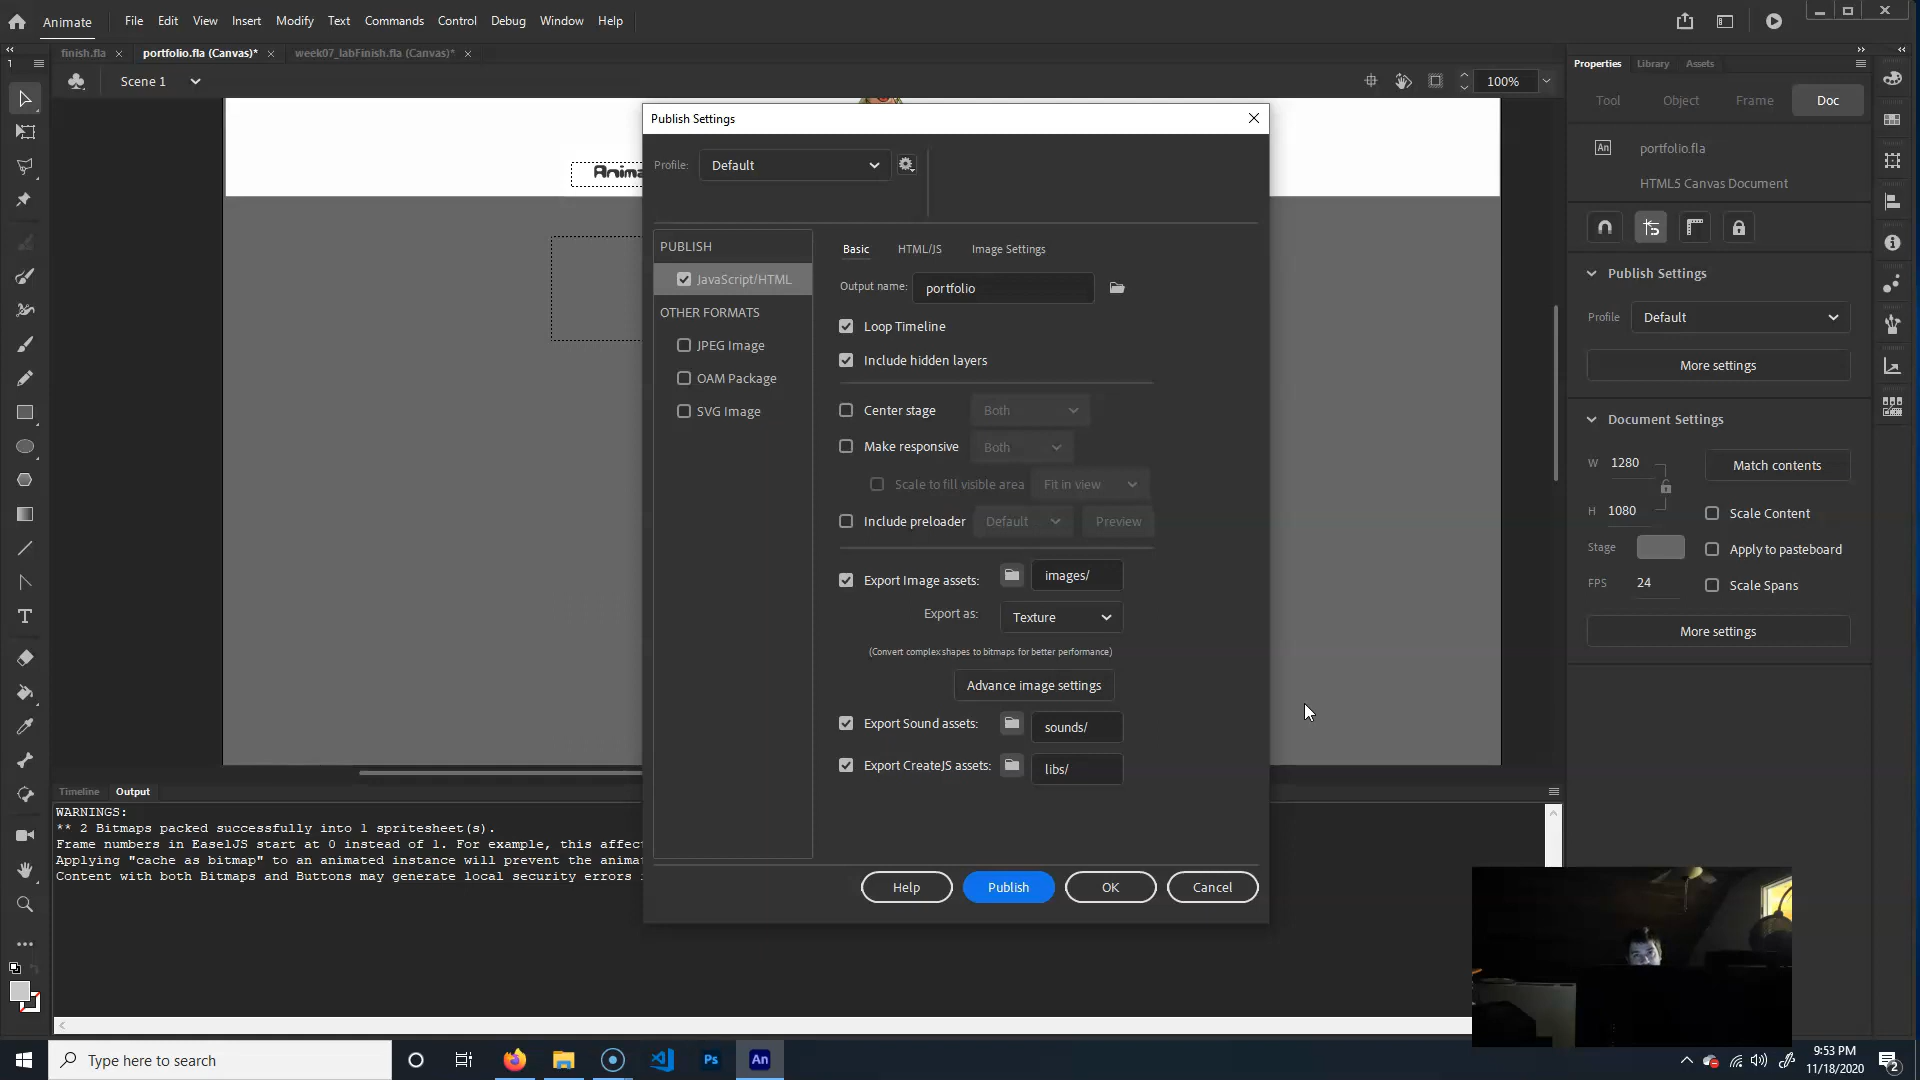 Animate File Edit View Insert Modify Text Commands Control Debug Window Help
finish.fla × portfolio.fla (Canvas)* × week07_labFinish.fla (Canvas)* ×
Scene 1
100%
Publish Settings
Profile: Default
PUBLISH
JavaScript/HTML
OTHER FORMATS
JPEG Image
OAM Package
SVG Image
Basic HTML/JS Image Settings
Output name: portfolio
Loop Timeline
Include hidden layers
Center stage Both
Make responsive Both
Scale to fill visible area Fit in view
Include preloader Default Preview
Export Image assets: images/
Export as: Texture
(Convert complex shapes to bitmaps for better performance)
Advance image settings
Export Sound assets: sounds/
Export CreateJS assets: libs/
Help Publish OK Cancel
Properties Library Assets
Tool Object Frame Doc
An portfolio.fla
HTML5 Canvas Document
Publish Settings
Profile Default
More settings
Document Settings
W 1280 Match contents
H 1080 Scale Content
Stage Apply to pasteboard
FPS 24 Scale Spans
More settings
Timeline Output
WARNINGS:
** 2 Bitmaps packed successfully into 1 spritesheet(s).
Frame numbers in EaselJS start at 0 instead of 1. For example, this affec
Applying "cache as bitmap" to an animated instance will prevent the anima
Content with both Bitmaps and Buttons may generate local security errors
Type here to search
Ps An
9:53 PM
11/18/2020
2